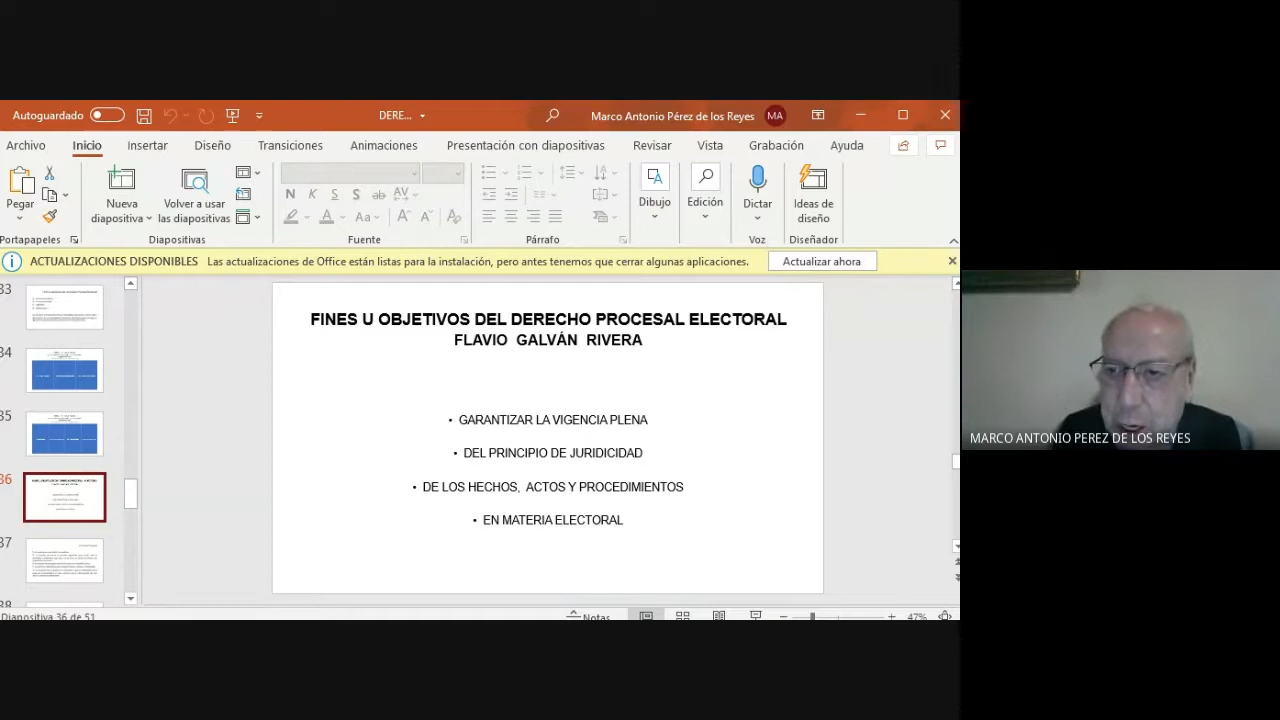 Autoguardado
DERE...
Marco Antonio Pérez de los Reyes
MA
Archivo
Inicio
Insertar
Diseño
Transiciones
Animaciones
Presentación con diapositivas
Revisar
Vista
Grabación
Ayuda
Pegar
Nueva
diapositiva
Volver a usar
las diapositivas
N K S S ab AV
A Aa A A
Dibujo
Edición
Dictar
Ideas de
diseño
Portapapeles
Diapositivas
Fuente
Párrafo
Voz
Diseñador
ACTUALIZACIONES DISPONIBLES Las actualizaciones de Office están listas para la instalación, pero antes tenemos que cerrar algunas aplicaciones.
Actualizar ahora
33
34
35
36
37
38
FINES U OBJETIVOS DEL DERECHO PROCESAL ELECTORAL
FLAVIO GALVÁN RIVERA
• GARANTIZAR LA VIGENCIA PLENA
• DEL PRINCIPIO DE JURIDICIDAD
• DE LOS HECHOS, ACTOS Y PROCEDIMIENTOS
• EN MATERIA ELECTORAL
MARCO ANTONIO PEREZ DE LOS REYES
Diapositiva 36 de 51
Notas
47%